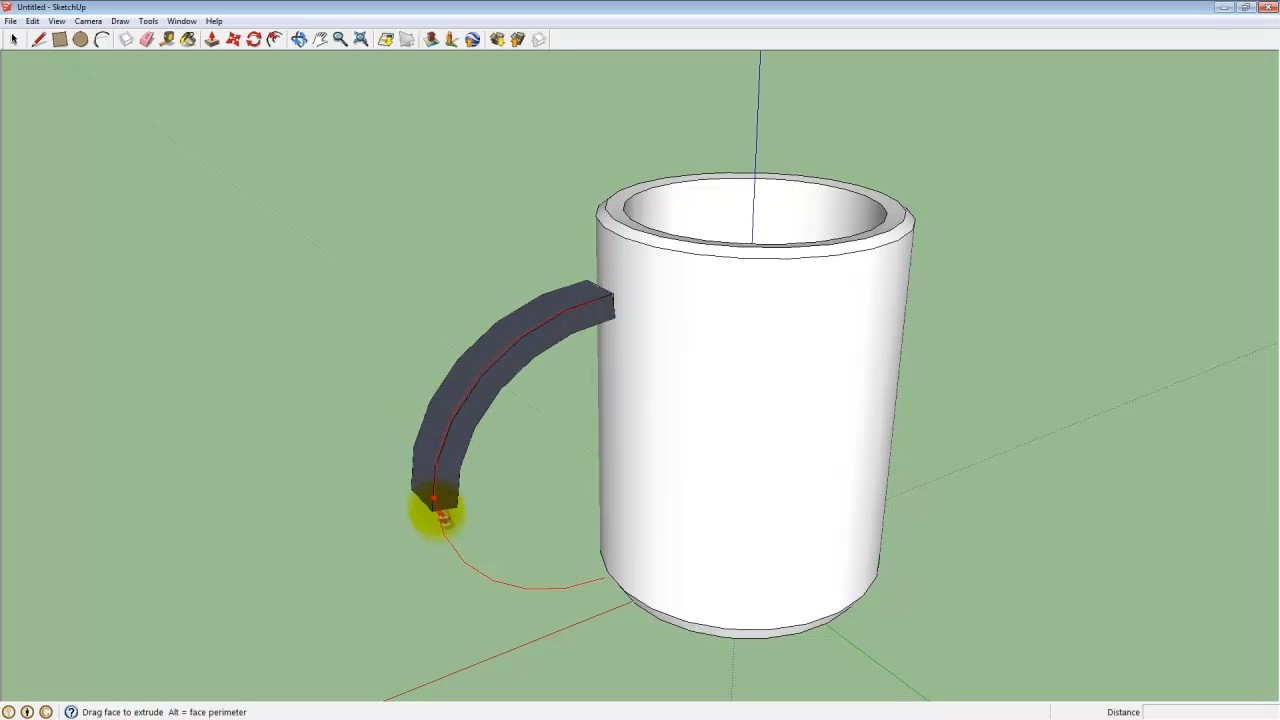 Untitled - SketchUp
File Edit View Camera Draw Tools Window Help
Drag face to extrude Alt = face perimeter
Distance